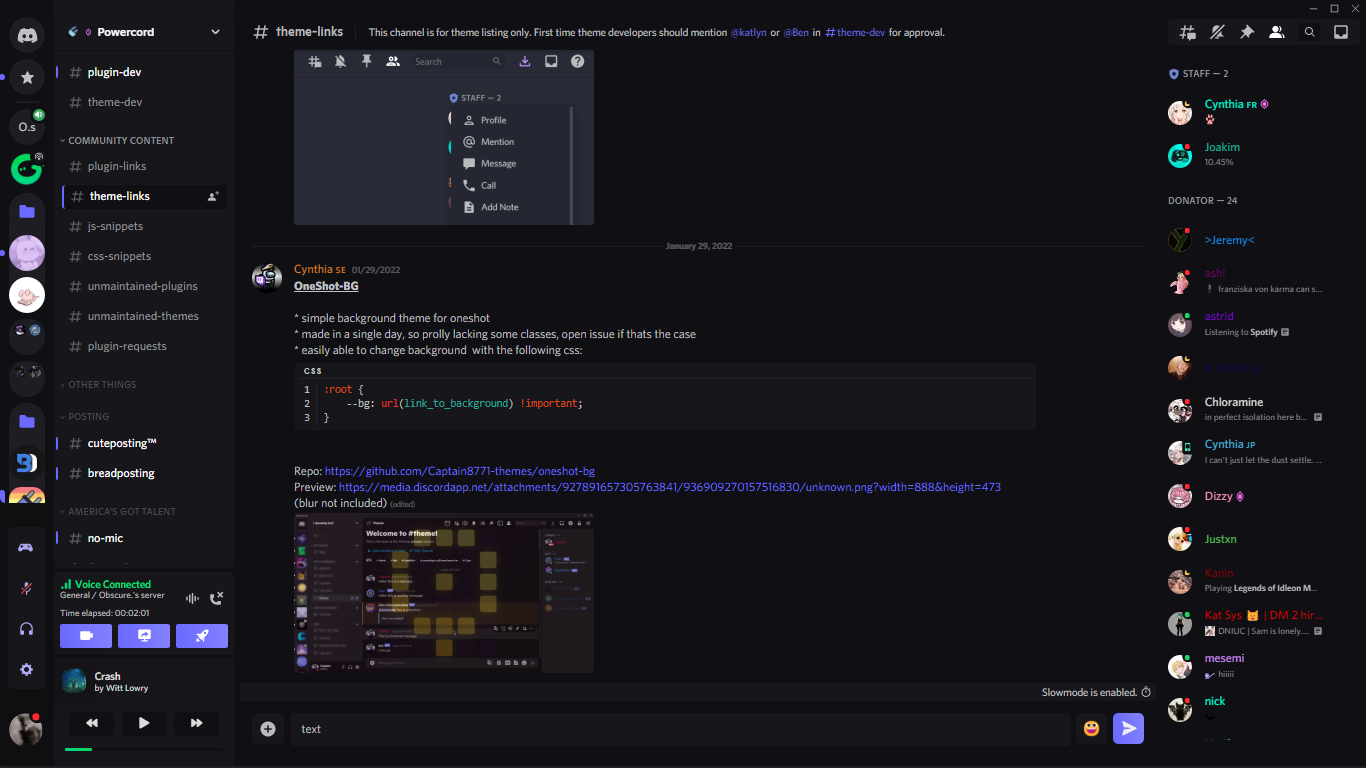 O.s
Powercord
plugin-dev
theme-dev
COMMUNITY CONTENT
plugin-links
theme-links
js-snippets
css-snippets
unmaintained-plugins
unmaintained-themes
plugin-requests
OTHER THINGS
POSTING
cuteposting™
breadposting
AMERICA'S GOT TALENT
no-mic
Voice Connected
General / Obscure.'s server
Time elapsed: 00:02:01
Crash
by Witt Lowry
# theme-links
This channel is for theme listing only. First time theme developers should mention @katlyn or @Ben in #theme-dev for approval.
Search
STAFF — 2
Profile
Mention
Message
Call
Add Note
January 29, 2022
Cynthia SE 01/29/2022
OneShot-BG
* simple background theme for oneshot
* made in a single day, so prolly lacking some classes, open issue if thats the case
* easily able to change background with the following css:
CSS
1 :root {
2 --bg: url(link_to_background) !important;
3 }
Repo: https://github.com/Captain8771-themes/oneshot-bg
Preview: https://media.discordapp.net/attachments/927891657305763841/936909270157516830/unknown.png?width=888&height=473
(blur not included) (edited)
Welcome to #theme!
Slowmode is enabled.
text
STAFF — 2
Cynthia FR
Joakim
10.45%
DONATOR — 24
>Jeremy<
ash!
franziska von karma can s...
astrid
Listening to Spotify
Chloramine
in perfect isolation here b...
Cynthia JP
I can't just let the dust settle. ...
Dizzy
Justxn
Kanin
Playing Legends of Idleon M...
Kat Sys 😺 | DM 2 hir...
DNIUC | Sam is lonely....
mesemi
hiiiii
nick